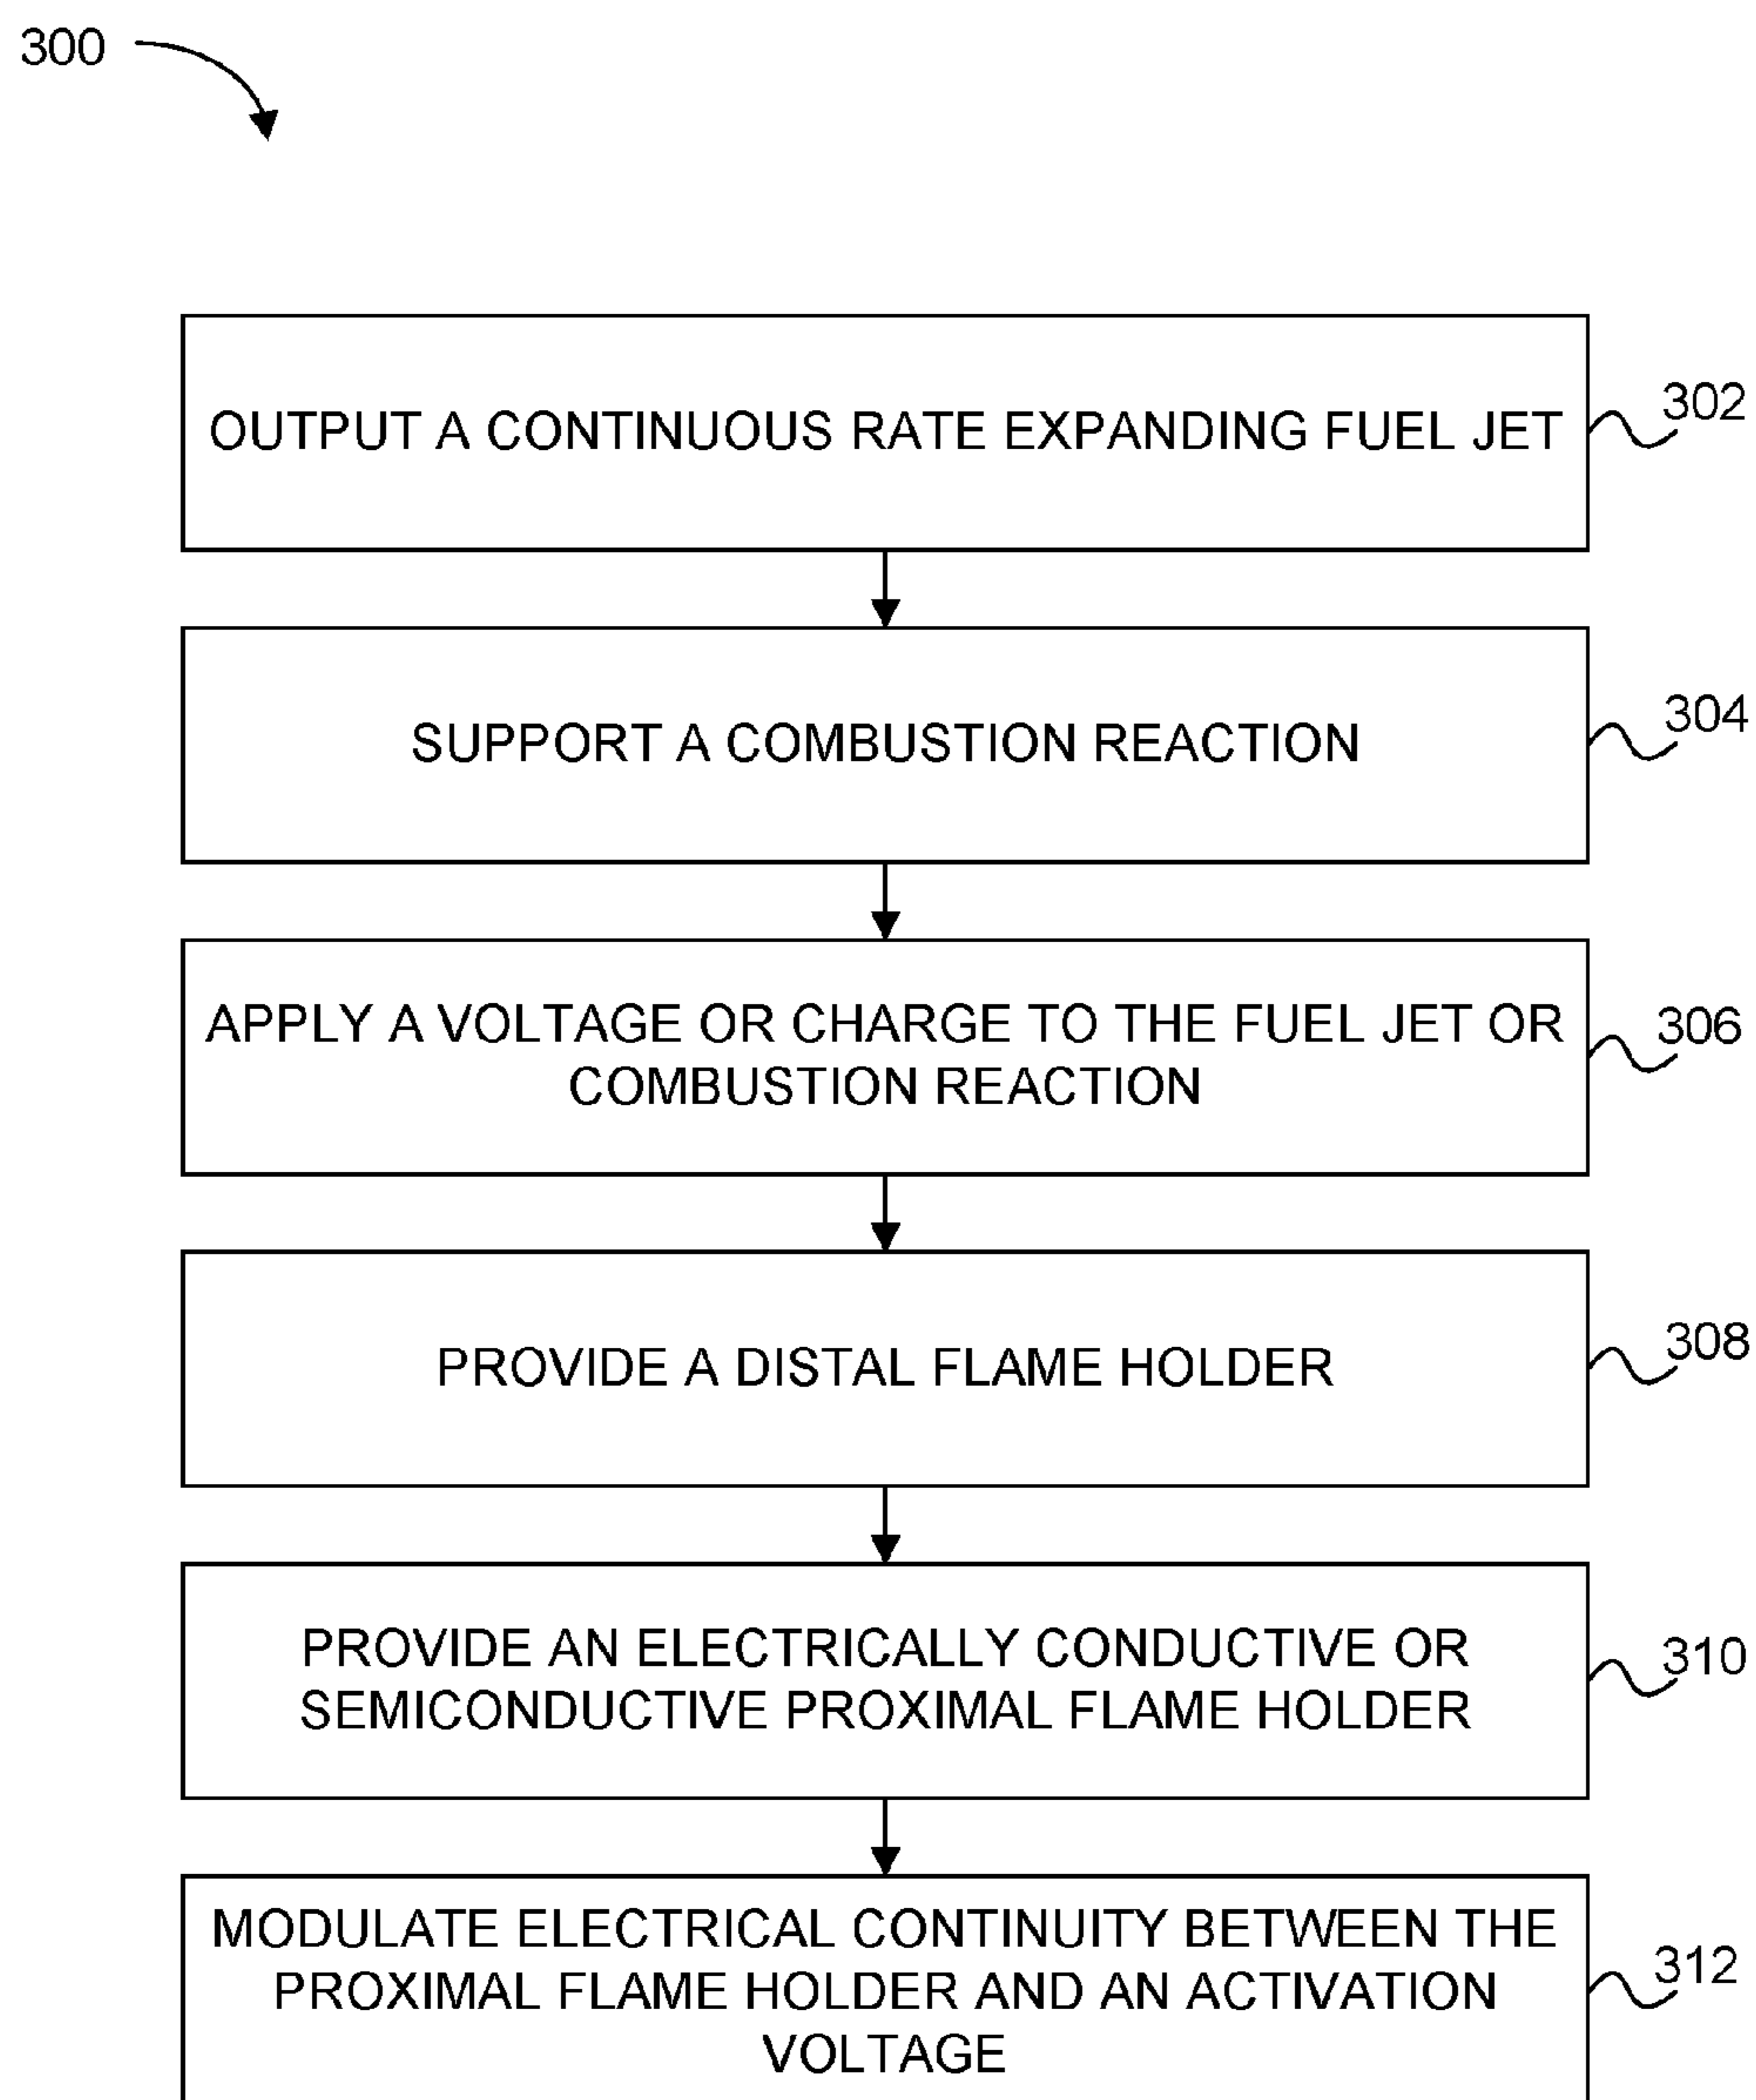 300
OUTPUT A CONTINUOUS RATE EXPANDING FUEL JET
302
SUPPORT A COMBUSTION REACTION
304
APPLY A VOLTAGE OR CHARGE TO THE FUEL JET OR
COMBUSTION REACTION
306
PROVIDE A DISTAL FLAME HOLDER
308
PROVIDE AN ELECTRICALLY CONDUCTIVE OR
SEMICONDUCTIVE PROXIMAL FLAME HOLDER
310
MODULATE ELECTRICAL CONTINUITY BETWEEN THE
PROXIMAL FLAME HOLDER AND AN ACTIVATION
VOLTAGE
312